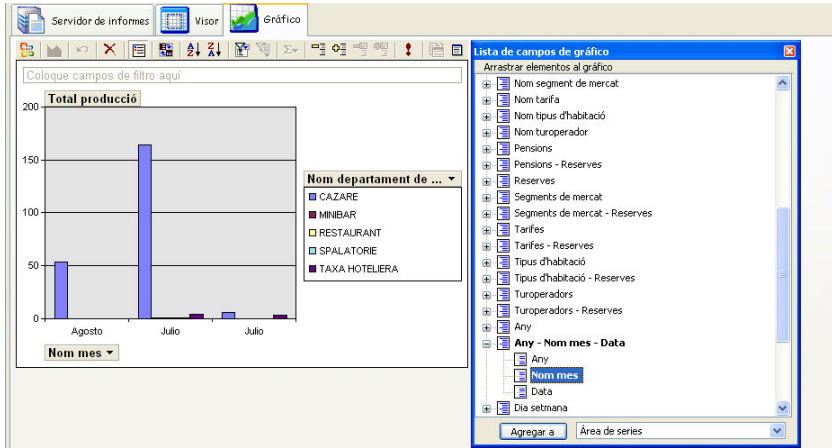 Servidor de informes
Visor
Gráfico
Coloque campos de filtro aquí
Total producció
200
150
100
50
0
Agosto
Julio
Julio
Nom mes
Nom departament de ...
CAZARE
MINIBAR
RESTAURANT
SPALATORIE
TAXA HOTELIERA
Lista de campos de gráfico
Arrastrar elementos al gráfico
Nom segment de mercat
Nom tarifa
Nom tipus d'habitació
Nom turoperador
Pensions
Pensions - Reserves
Reserves
Segments de mercat
Segments de mercat - Reserves
Tarifes
Tarifes - Reserves
Tipus d'habitació
Tipus d'habitació - Reserves
Turoperadors
Turoperadors - Reserves
Any
Any - Nom mes - Data
Any
Nom mes
Data
Dia setmana
Agregar a
Área de series